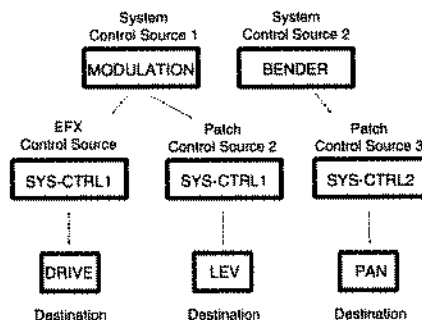 System
Control Source 1
System
Control Source 2
MODULATION
BENDER
EFX
Control Source
Patch
Control Source 2
Patch
Control Source 3
SYS-CTRL1
SYS-CTRL1
SYS-CTRL2
DRIVE
LEV
PAN
Destination
Destination
Destination